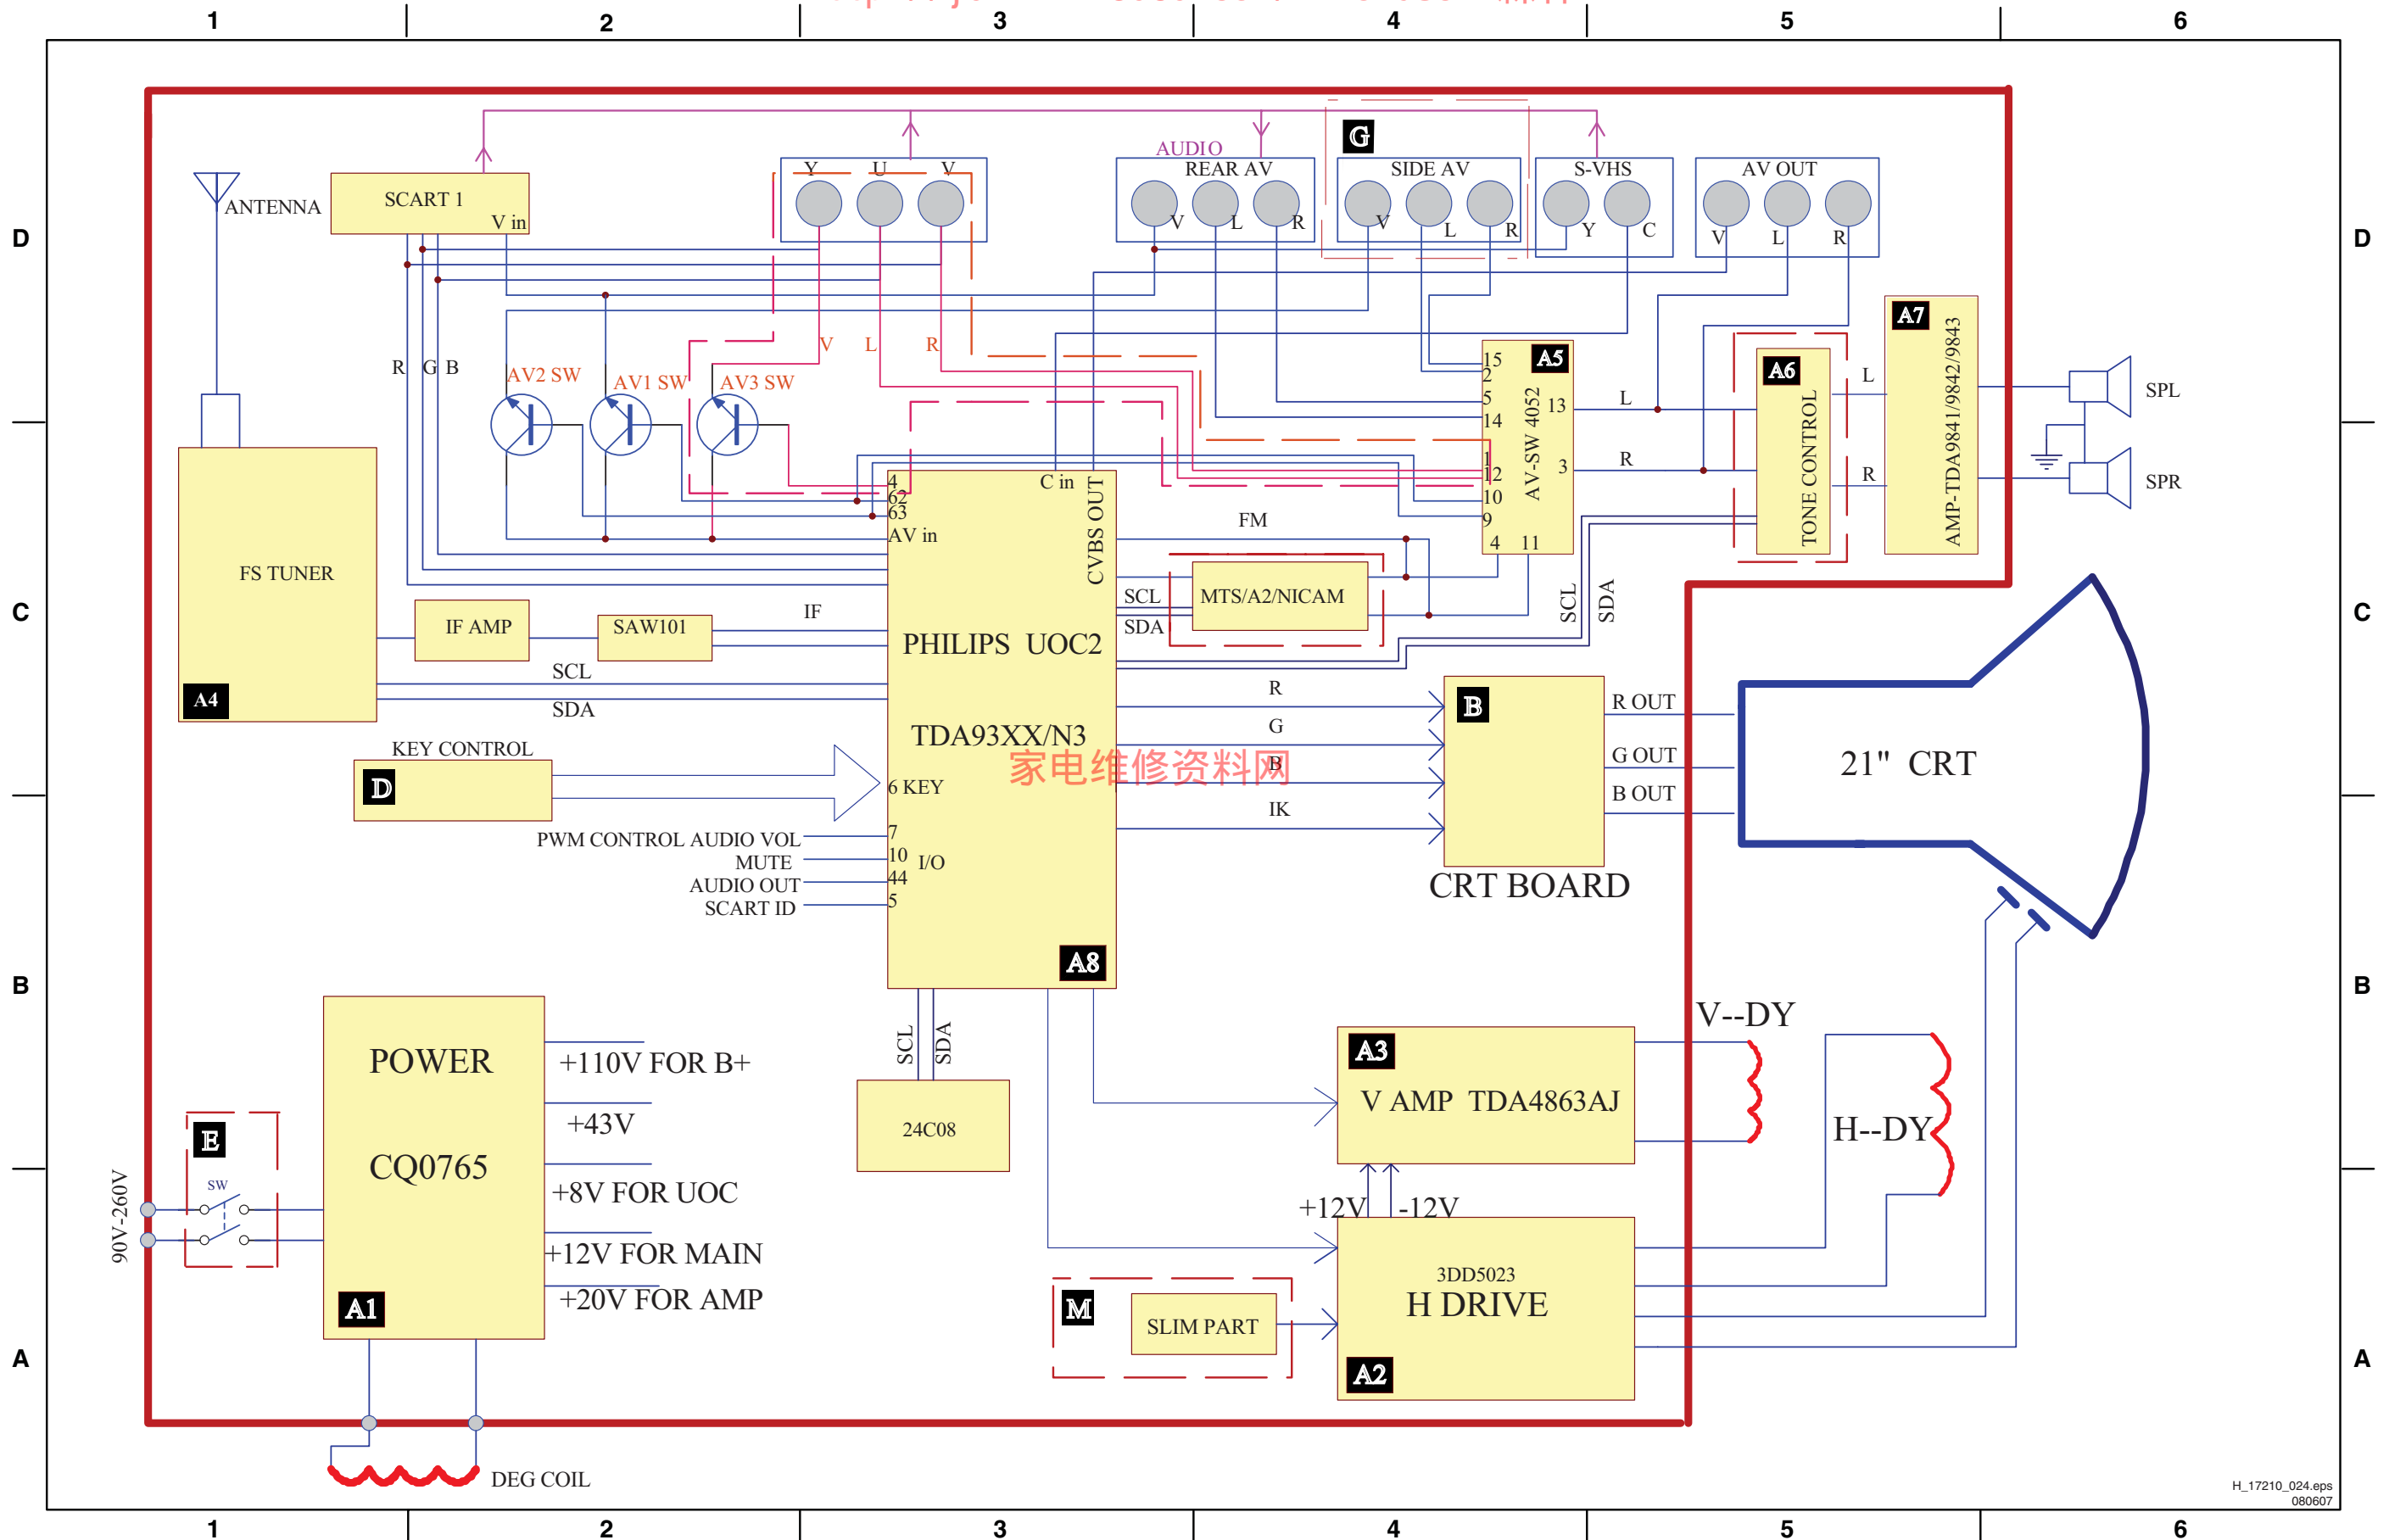 1 2 3 4 5 6
ANTENNA
SCART 1
V in
Y U V
AUDIO
REAR AV
V L R
G
SIDE AV
V L R
S-VHS
Y C
AV OUT
V L R
D D
R G B
V L R
AV2 SW
AV1 SW
AV3 SW
A5
AV-SW 4052
15
2
5
14
1
12
10
9
4 11
13
3
L
R
A6
TONE CONTROL
L
R
A7
AMP-TDA9841/9842/9843
SPL
SPR
FS TUNER
A4
IF AMP
SAW101
IF
SCL
SDA
4
62
63
AV in
C in
CVBS OUT
FM
SCL
SDA
MTS/A2/NICAM
SCL
SDA
C C
PHILIPS UOC2
TDA93XX/N3
家电维修资料网
R
G
B
IK
B
CRT BOARD
R OUT
G OUT
B OUT
21" CRT
KEY CONTROL
D
6 KEY
PWM CONTROL AUDIO VOL
MUTE
AUDIO OUT
SCART ID
7
10
44
5
I/O
A8
B B
SCL
SDA
24C08
POWER
CQ0765
A1
+110V FOR B+
+43V
+8V FOR UOC
+12V FOR MAIN
+20V FOR AMP
E
SW
90V-260V
A3
V AMP TDA4863AJ
V--DY
H--DY
+12V -12V
3DD5023
H DRIVE
A2
M
SLIM PART
A A
DEG COIL
H_17210_024.eps
080607
1 2 3 4 5 6